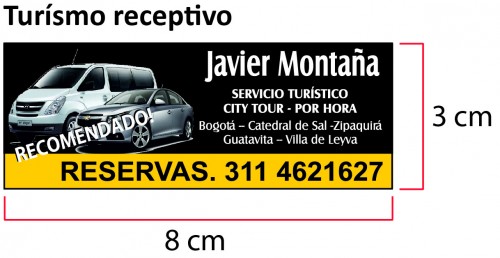 Turísmo receptivo
Javier Montaña
SERVICIO TURÍSTICO
CITY TOUR - POR HORA
Bogotá – Catedral de Sal -Zipaquirá
Guatavita – Villa de Leyva
RECOMENDADO!
RESERVAS. 311 4621627
3 cm
8 cm